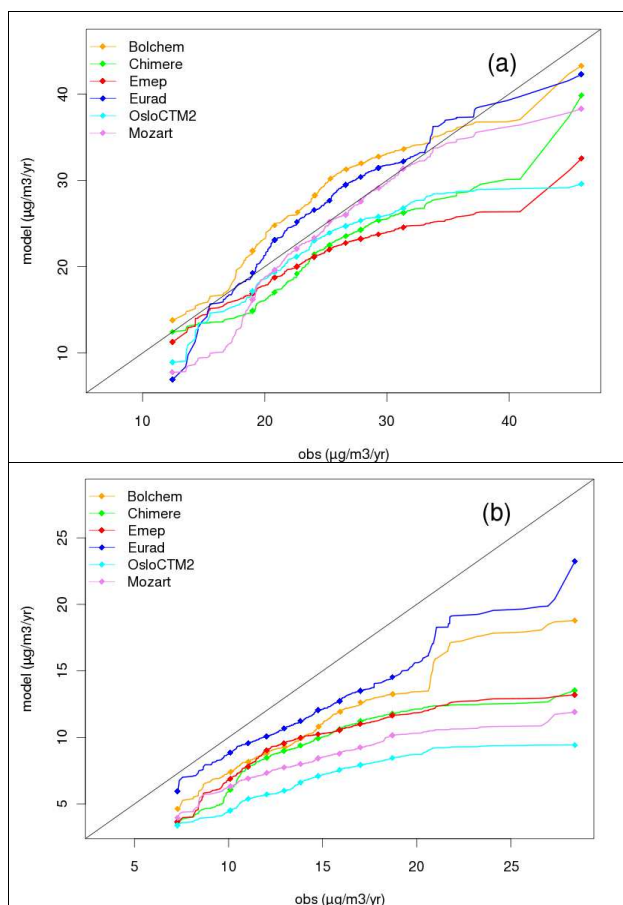 Bolchem
Chimere
Emep
Eurad
OsloCTM2
Mozart
(a)
model (µg/m3/yr)
40
30
20
10
10 20 30 40
obs (µg/m3/yr)
Bolchem
Chimere
Emep
Eurad
OsloCTM2
Mozart
(b)
model (µg/m3/yr)
25
20
15
10
5
5 10 15 20 25
obs (µg/m3/yr)